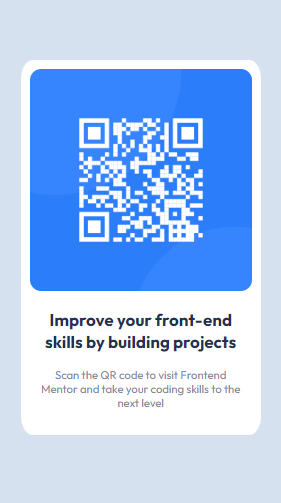 Improve your front-end
skills by building projects
Scan the QR code to visit Frontend
Mentor and take your coding skills to the
next level